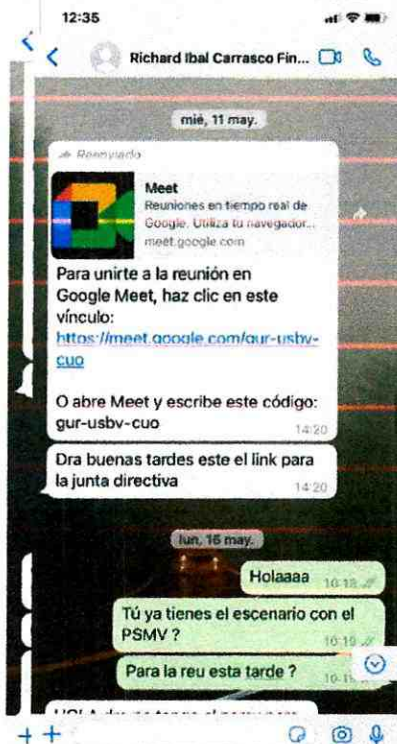 12:35
Richard Ibal Carrasco Fin...
mié, 11 may.
Reenviado
Meet
Reuniones en tiempo real de
Google. Utiliza tu navegador...
meet.google.com
Para unirte a la reunión en
Google Meet, haz clic en este
vínculo:
https://meet.google.com/gur-usbv-
cuo
O abre Meet y escribe este código:
gur-usbv-cuo
14:20
Dra buenas tardes este el link para
la junta directiva
14:20
lun, 16 may.
Holaaaa
10:18
Tú ya tienes el escenario con el
PSMV ?
10:19
Para la reu esta tarde ?